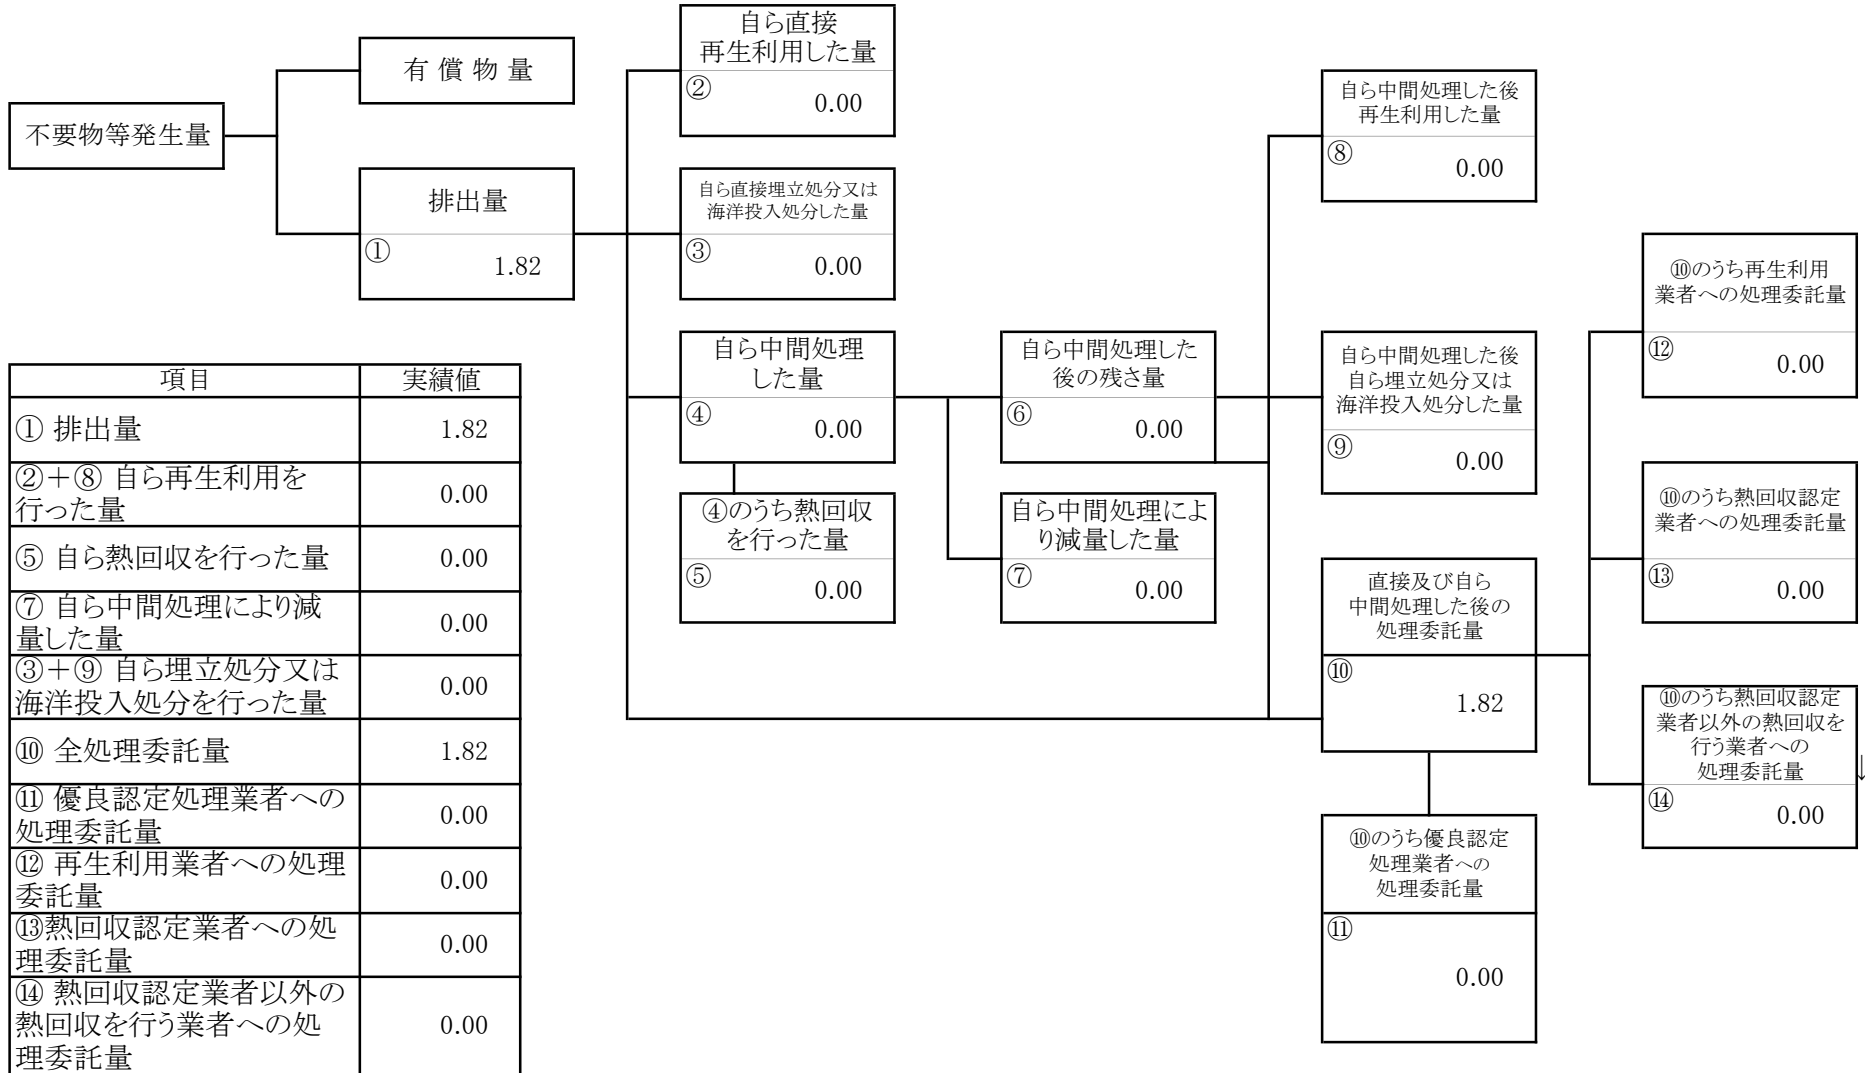 自ら直接
再生利用した量
②
0.00
有 償 物 量
不要物等発生量
排出量
①
1.82
自ら直接埋立処分又は
海洋投入処分した量
③
0.00
自ら中間処理
した量
④
0.00
④のうち熱回収
を行った量
⑤
0.00
自ら中間処理した
後の残さ量
⑥
0.00
自ら中間処理によ
り減量した量
⑦
0.00
自ら中間処理した後
再生利用した量
⑧
0.00
自ら中間処理した後
自ら埋立処分又は
海洋投入処分した量
⑨
0.00
直接及び自ら
中間処理した後の
処理委託量
⑩
1.82
⑩のうち優良認定
処理業者への
処理委託量
⑪
0.00
⑩のうち再生利用
業者への処理委託量
⑫
0.00
⑩のうち熱回収認定
業者への処理委託量
⑬
0.00
⑩のうち熱回収認定
業者以外の熱回収を
行う業者への
処理委託量
↓
⑭
0.00
項目 実績値
① 排出量 1.82
②+⑧ 自ら再生利用を
行った量 0.00
⑤ 自ら熱回収を行った量 0.00
⑦ 自ら中間処理により減
量した量 0.00
③+⑨ 自ら埋立処分又は
海洋投入処分を行った量 0.00
⑩ 全処理委託量 1.82
⑪ 優良認定処理業者への
処理委託量 0.00
⑫ 再生利用業者への処理
委託量 0.00
⑬熱回収認定業者への処
理委託量 0.00
⑭ 熱回収認定業者以外の
熱回収を行う業者への処
理委託量 0.00